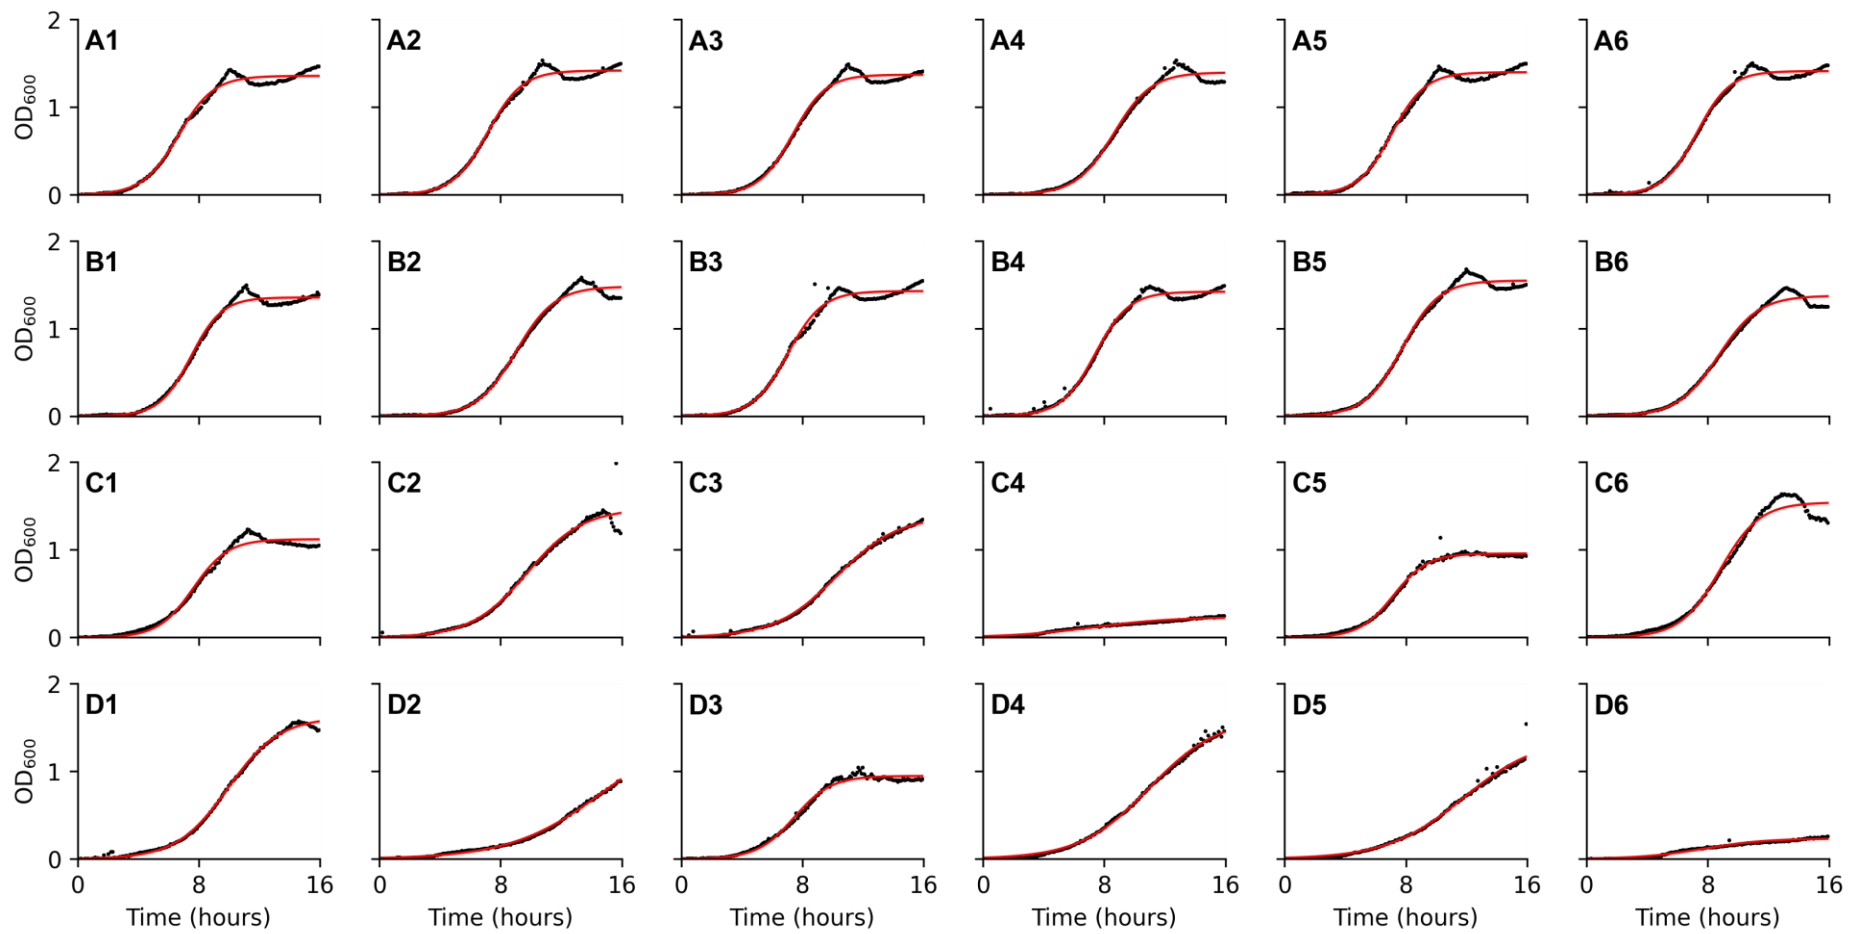 2 A1 A2 A3 A4 A5 A6
1
OD600
0
2 B1 B2 B3 B4 B5 B6
1
OD600
0
2 C1 C2 C3 C4 C5 C6
1
OD600
0
2 D1 D2 D3 D4 D5 D6
1
OD600
0
0 8 16 0 8 16 0 8 16 0 8 16 0 8 16 0 8 16
Time (hours) Time (hours) Time (hours) Time (hours) Time (hours) Time (hours)